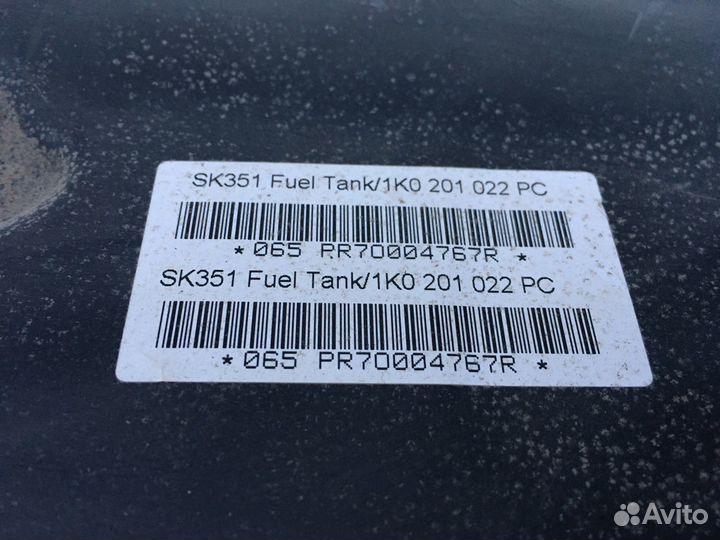 SK351 Fuel Tank/1K0 201 022 PC
* 065 PR70004767R *
SK351 Fuel Tank/1K0 201 022 PC
* 065 PR70004767R *
Avito